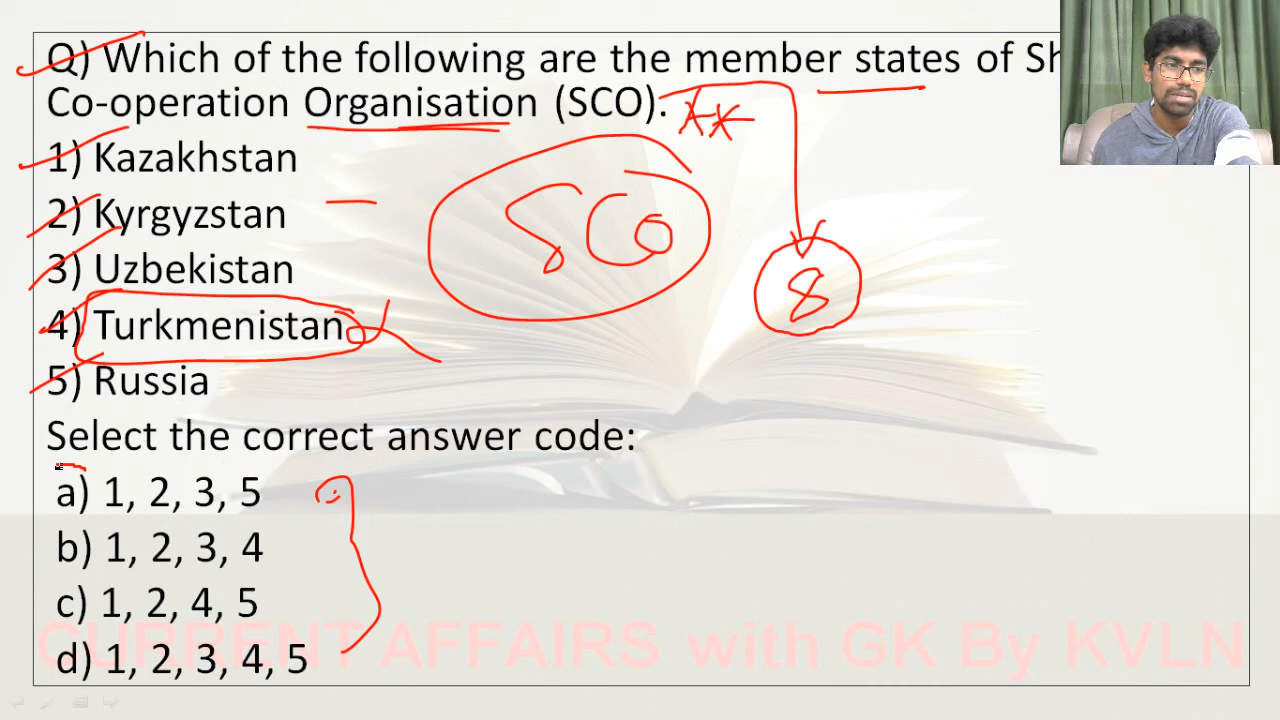 Q) Which of the following are the member states of Sh
Co-operation Organisation (SCO).
1) Kazakhstan
2) Kyrgyzstan
3) Uzbekistan
4) Turkmenistan
5) Russia
SCO
8
Select the correct answer code:
a) 1, 2, 3, 5
b) 1, 2, 3, 4
c) 1, 2, 4, 5
d) 1, 2, 3, 4, 5
CURRENT AFFAIRS with GK By KVLN